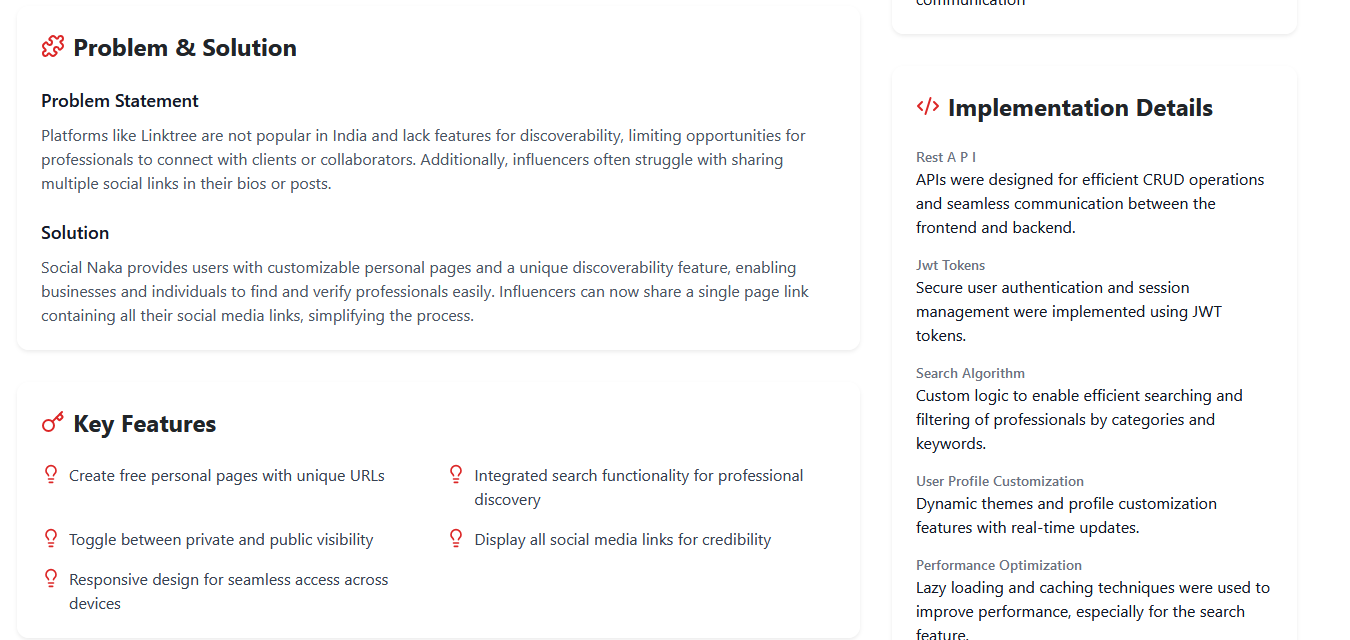 Problem & Solution
Problem Statement
Platforms like Linktree are not popular in India and lack features for discoverability, limiting opportunities for
professionals to connect with clients or collaborators. Additionally, influencers often struggle with sharing
multiple social links in their bios or posts.
Solution
Social Naka provides users with customizable personal pages and a unique discoverability feature, enabling
businesses and individuals to find and verify professionals easily. Influencers can now share a single page link
containing all their social media links, simplifying the process.
Key Features
Create free personal pages with unique URLs
Integrated search functionality for professional
discovery
Toggle between private and public visibility
Display all social media links for credibility
Responsive design for seamless access across
devices
communication
Implementation Details
Rest A P I
APIs were designed for efficient CRUD operations
and seamless communication between the
frontend and backend.
Jwt Tokens
Secure user authentication and session
management were implemented using JWT
tokens.
Search Algorithm
Custom logic to enable efficient searching and
filtering of professionals by categories and
keywords.
User Profile Customization
Dynamic themes and profile customization
features with real-time updates.
Performance Optimization
Lazy loading and caching techniques were used to
improve performance, especially for the search
feature.